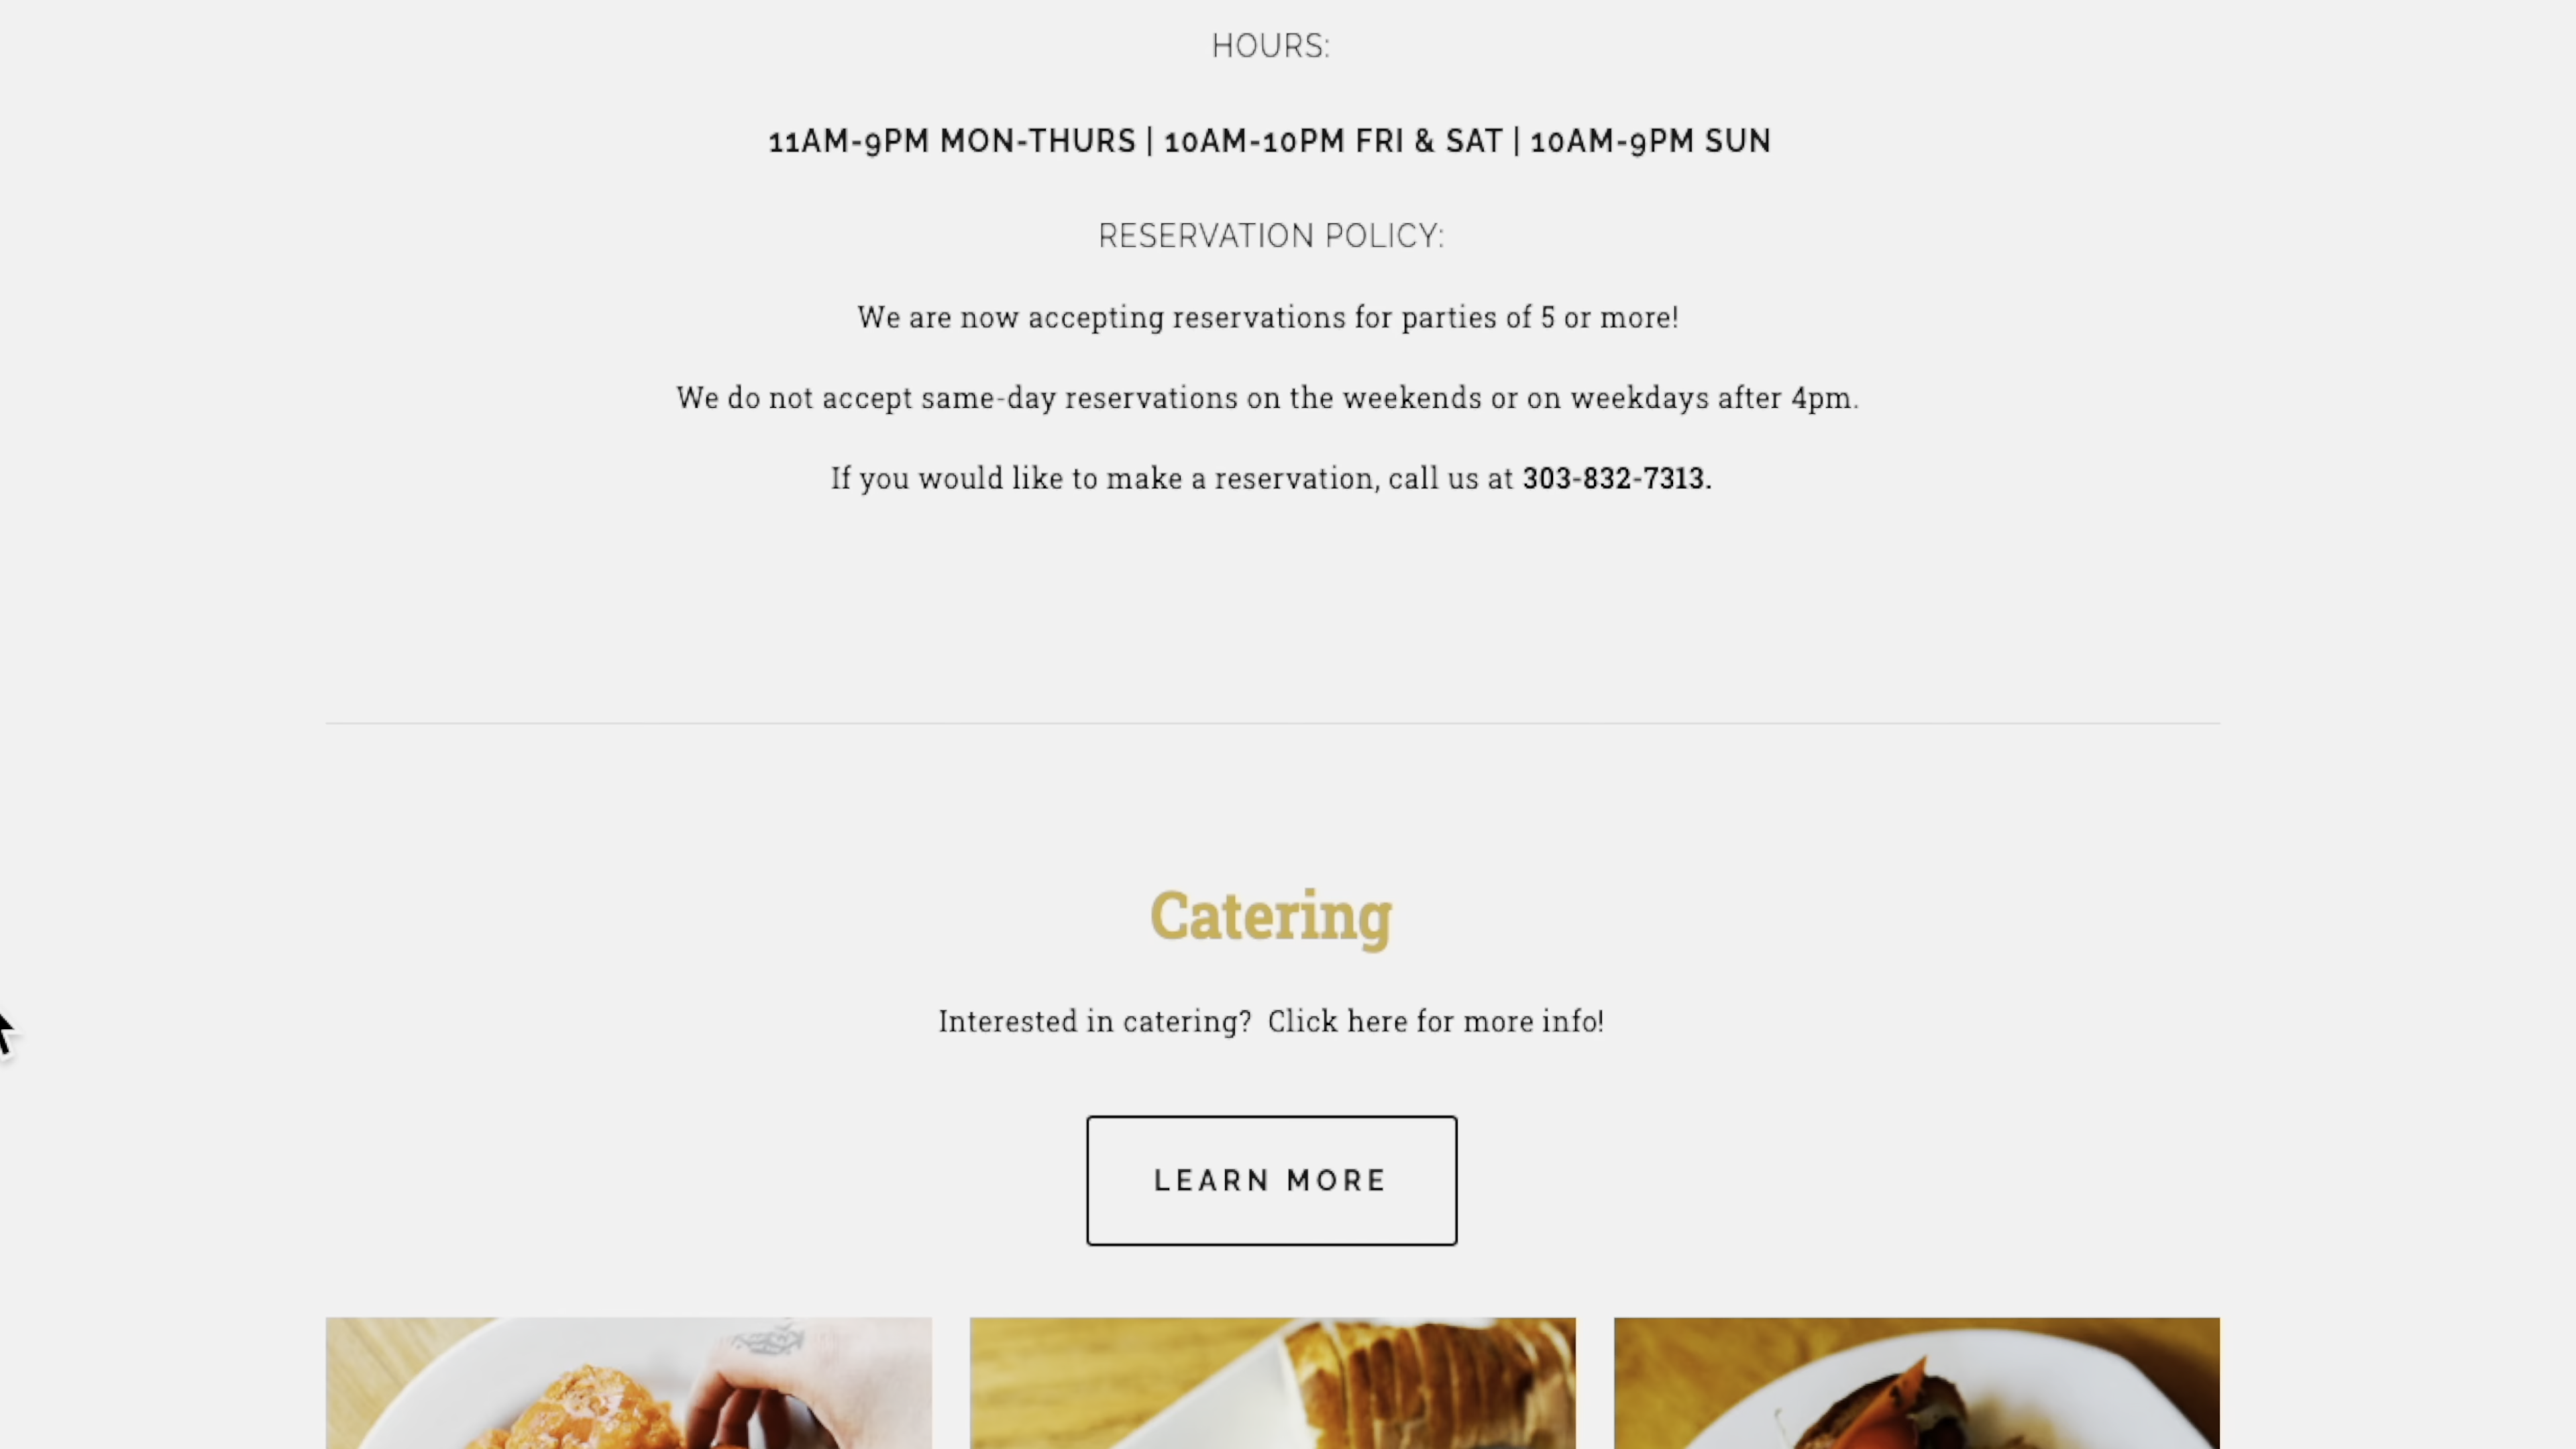 HOURS:
11AM-9PM MON-THURS | 10AM-10PM FRI & SAT | 10AM-9PM SUN
RESERVATION POLICY:
We are now accepting reservations for parties of 5 or more!
We do not accept same-day reservations on the weekends or on weekdays after 4pm.
If you would like to make a reservation, call us at 303-832-7313.
Catering
Interested in catering?  Click here for more info!
LEARN MORE